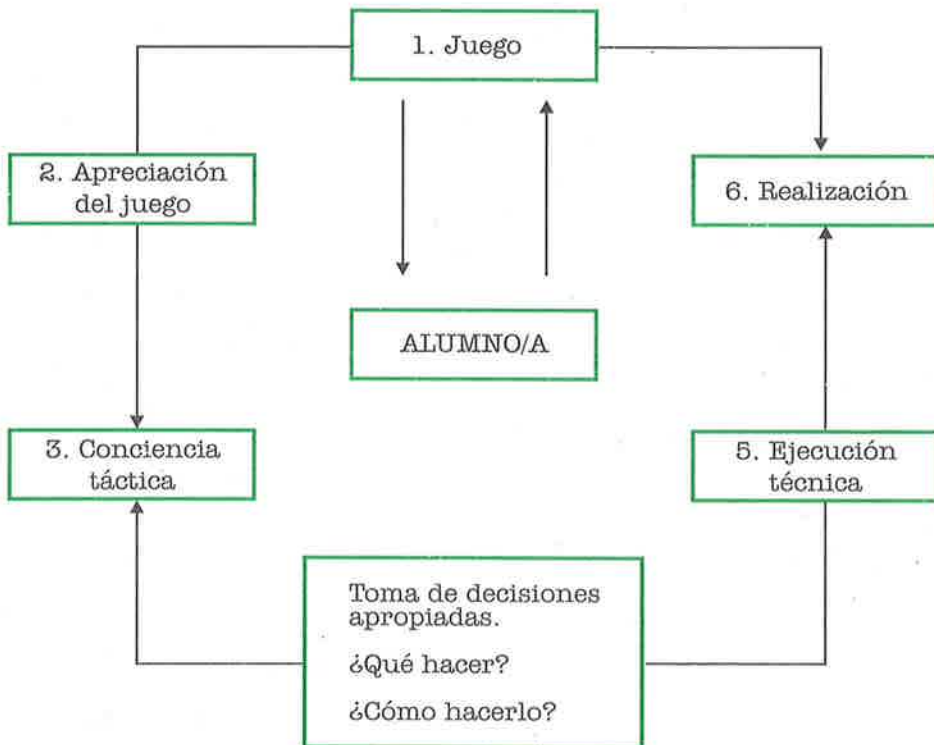 1. Juego
2. Apreciación
del juego
6. Realización
ALUMNO/A
3. Conciencia
táctica
5. Ejecución
técnica
Toma de decisiones
apropiadas.
¿Qué hacer?
¿Cómo hacerlo?